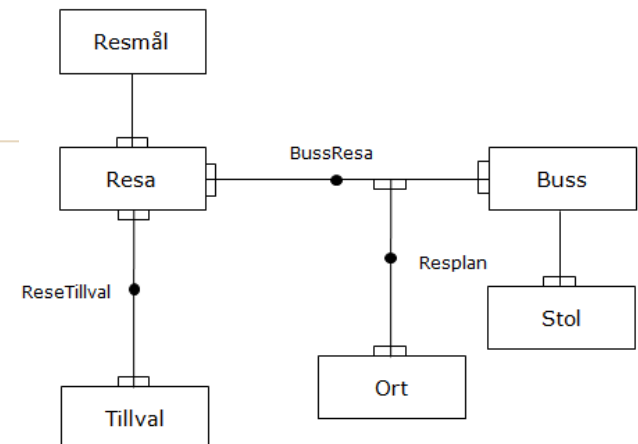 Resmål
BussResa
Resa
Buss
Resplan
ReseTillval
Stol
Ort
Tillval